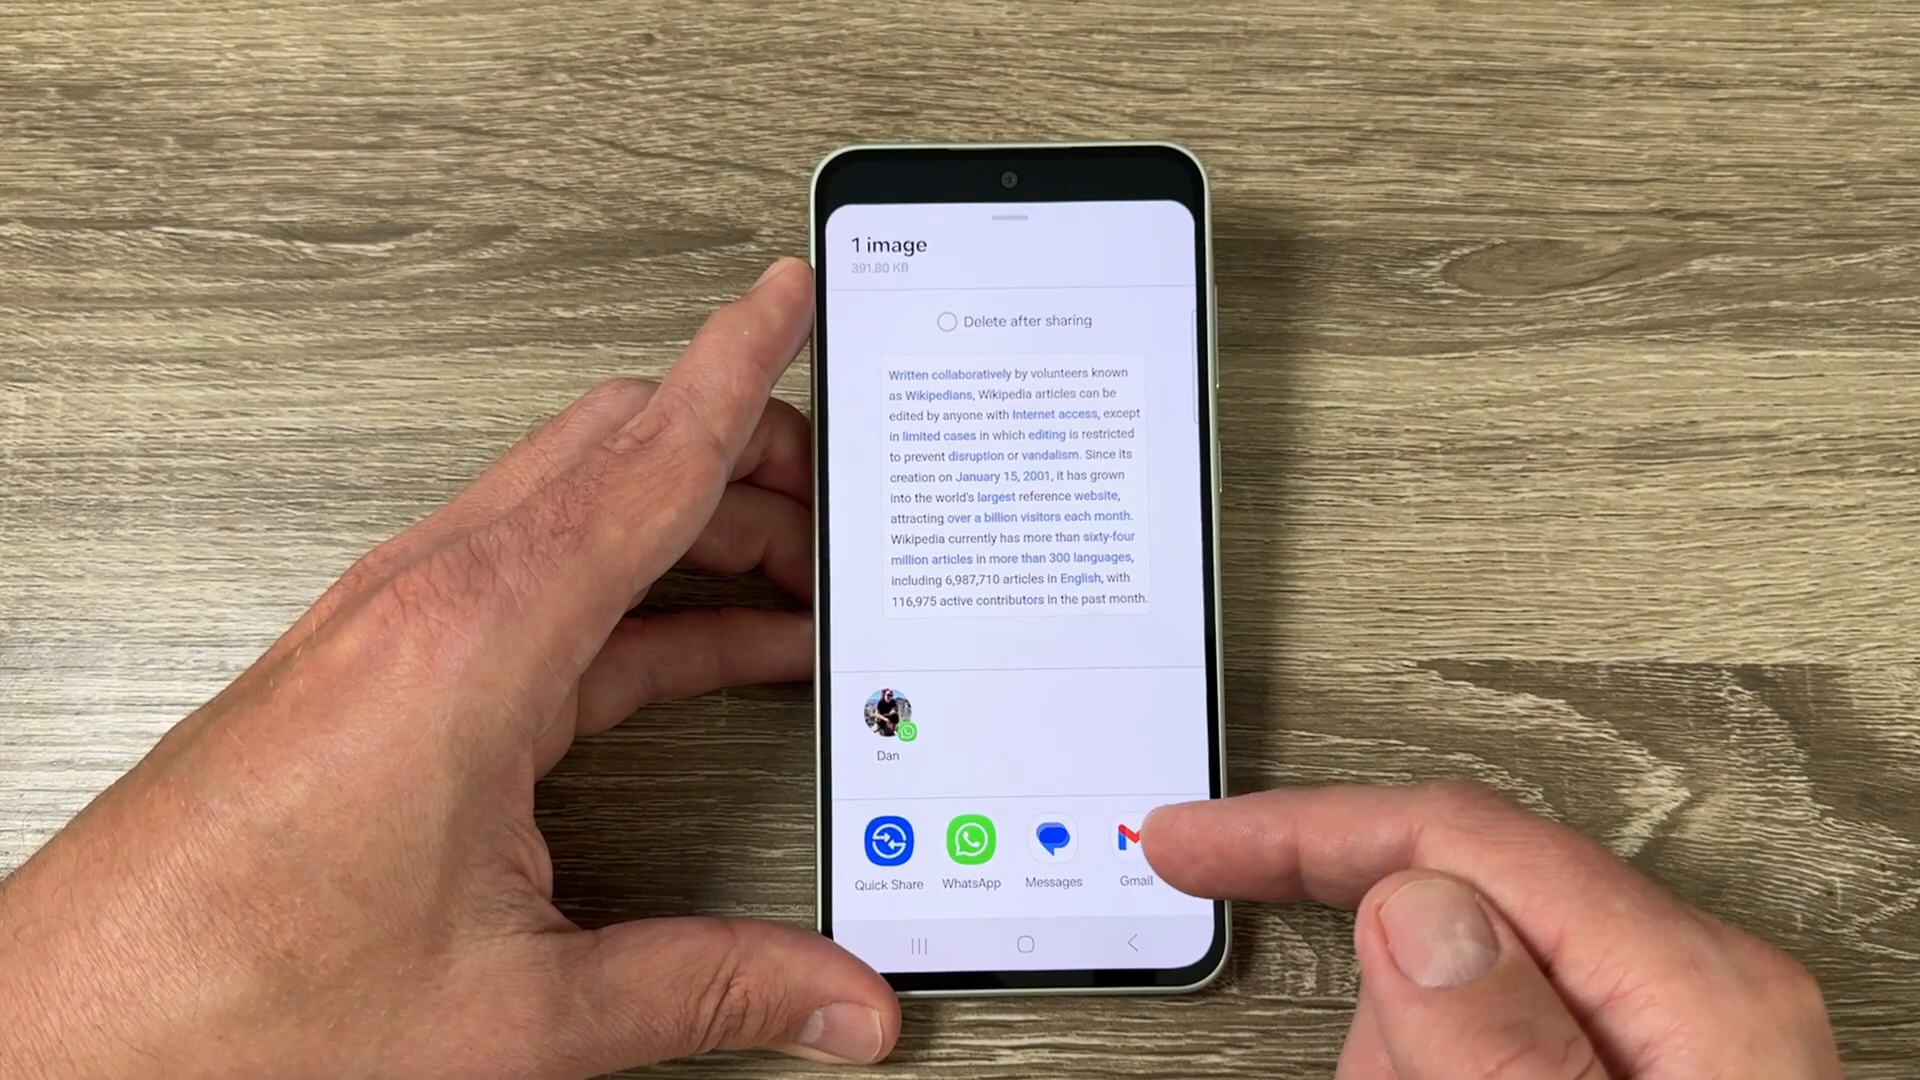 1 image
391.80 KB
Delete after sharing
Written collaboratively by volunteers known
as Wikipedians, Wikipedia articles can be
edited by anyone with Internet access, except
in limited cases in which editing is restricted
to prevent disruption or vandalism. Since its
creation on January 15, 2001, it has grown
into the world's largest reference website,
attracting over a billion visitors each month.
Wikipedia currently has more than sixty-four
million articles in more than 300 languages,
including 6,987,710 articles in English, with
116,975 active contributors in the past month.
Dan
Quick Share WhatsApp Messages Gmail